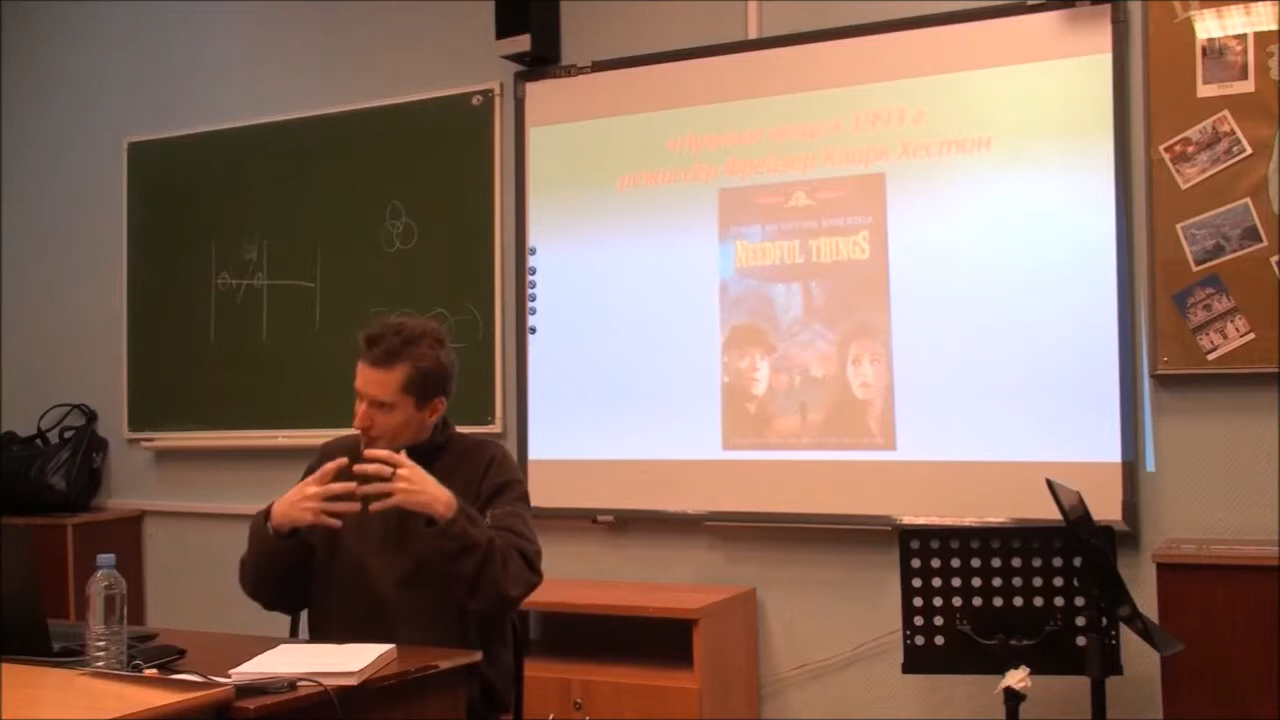 «Нужные вещи» 1993 г.
режиссёр Фрейзер Кларк Хестон
NEEDFUL THINGS